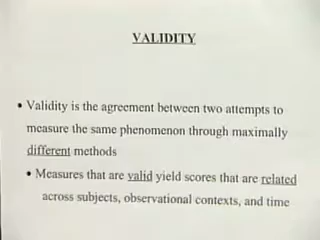 VALIDITY
• Validity is the agreement between two attempts to
measure the same phenomenon through maximally
different methods
• Measures that are valid yield scores that are related
across subjects, observational contexts, and time